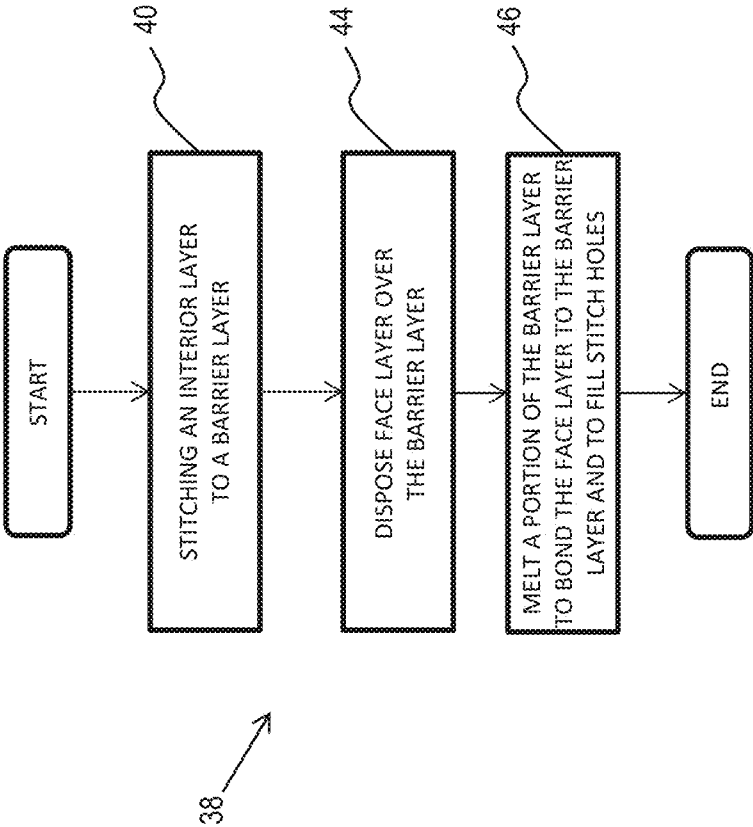 START
STITCHING AN INTERIOR LAYER
TO A BARRIER LAYER
40
DISPOSE FACE LAYER OVER
THE BARRIER LAYER
44
MELT A PORTION OF THE BARRIER LAYER
TO BOND THE FACE LAYER TO THE BARRIER
LAYER AND TO FILL STITCH HOLES
46
END
38